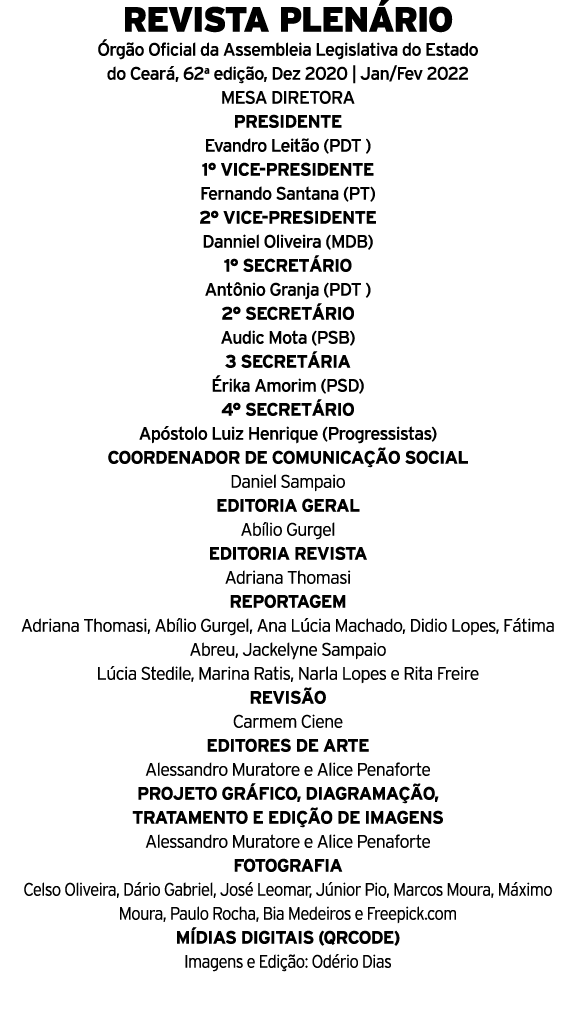 REVISTA PLENÁRIO
Órgão Oficial da Assembleia Legislativa do Estado
do Ceará, 62ª edição, Dez 2020 | Jan/Fev 2022
MESA DIRETORA
PRESIDENTE
Evandro Leitão (PDT )
1º VICE-PRESIDENTE
Fernando Santana (PT)
2º VICE-PRESIDENTE
Danniel Oliveira (MDB)
1º SECRETÁRIO
Antônio Granja (PDT )
2º SECRETÁRIO
Audic Mota (PSB)
3 SECRETÁRIA
Érika Amorim (PSD)
4º SECRETÁRIO
Apóstolo Luiz Henrique (Progressistas)
COORDENADOR DE COMUNICAÇÃO SOCIAL
Daniel Sampaio
EDITORIA GERAL
Abílio Gurgel
EDITORIA REVISTA
Adriana Thomasi
REPORTAGEM
Adriana Thomasi, Abílio Gurgel, Ana Lúcia Machado, Didio Lopes, Fátima
Abreu, Jackelyne Sampaio
Lúcia Stedile, Marina Ratis, Narla Lopes e Rita Freire
REVISÃO
Carmem Ciene
EDITORES DE ARTE
Alessandro Muratore e Alice Penaforte
PROJETO GRÁFICO, DIAGRAMAÇÃO,
TRATAMENTO E EDIÇÃO DE IMAGENS
Alessandro Muratore e Alice Penaforte
FOTOGRAFIA
Celso Oliveira, Dário Gabriel, José Leomar, Júnior Pio, Marcos Moura, Máximo
Moura, Paulo Rocha, Bia Medeiros e Freepick.com
MÍDIAS DIGITAIS (QRCODE)
Imagens e Edição: Odério Dias